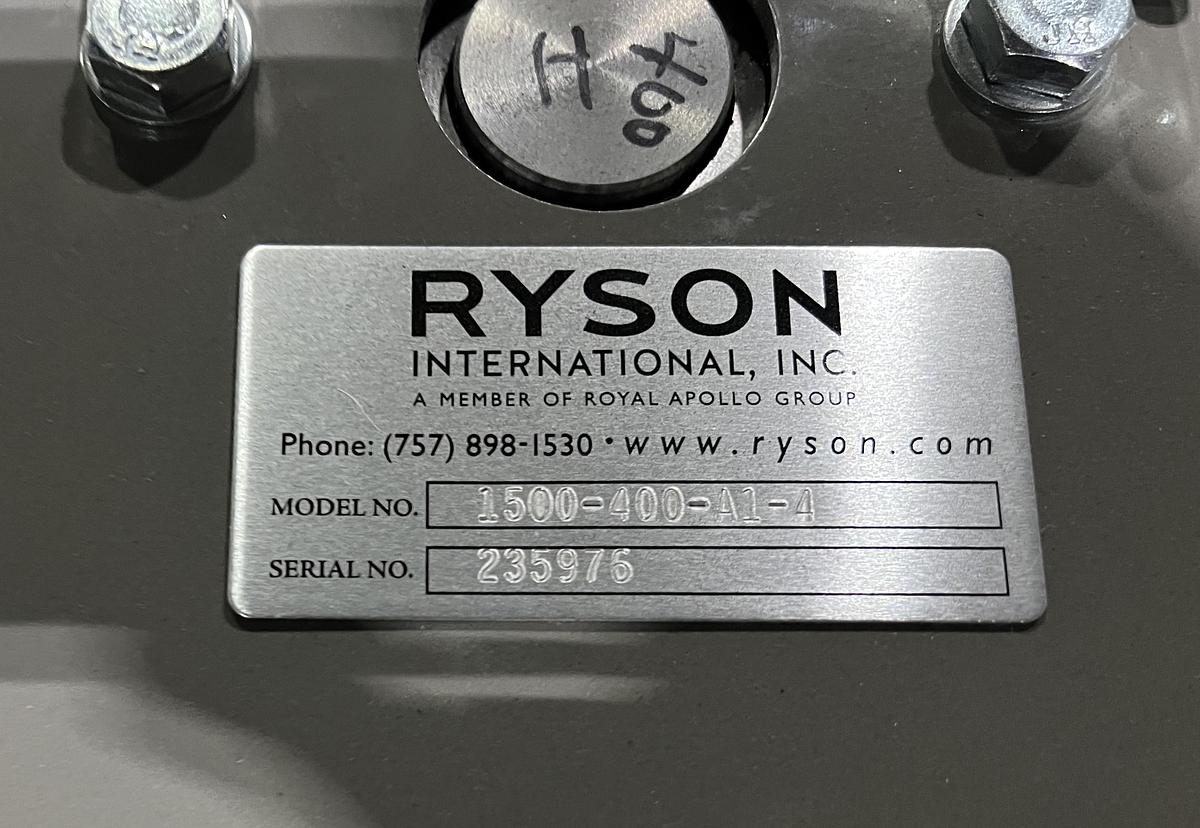 H
460
RYSON
INTERNATIONAL, INC.
A MEMBER OF ROYAL APOLLO GROUP
Phone: (757) 898-1530 • www.ryson.com
MODEL NO. 1500-400-A1-4
SERIAL NO. 235976